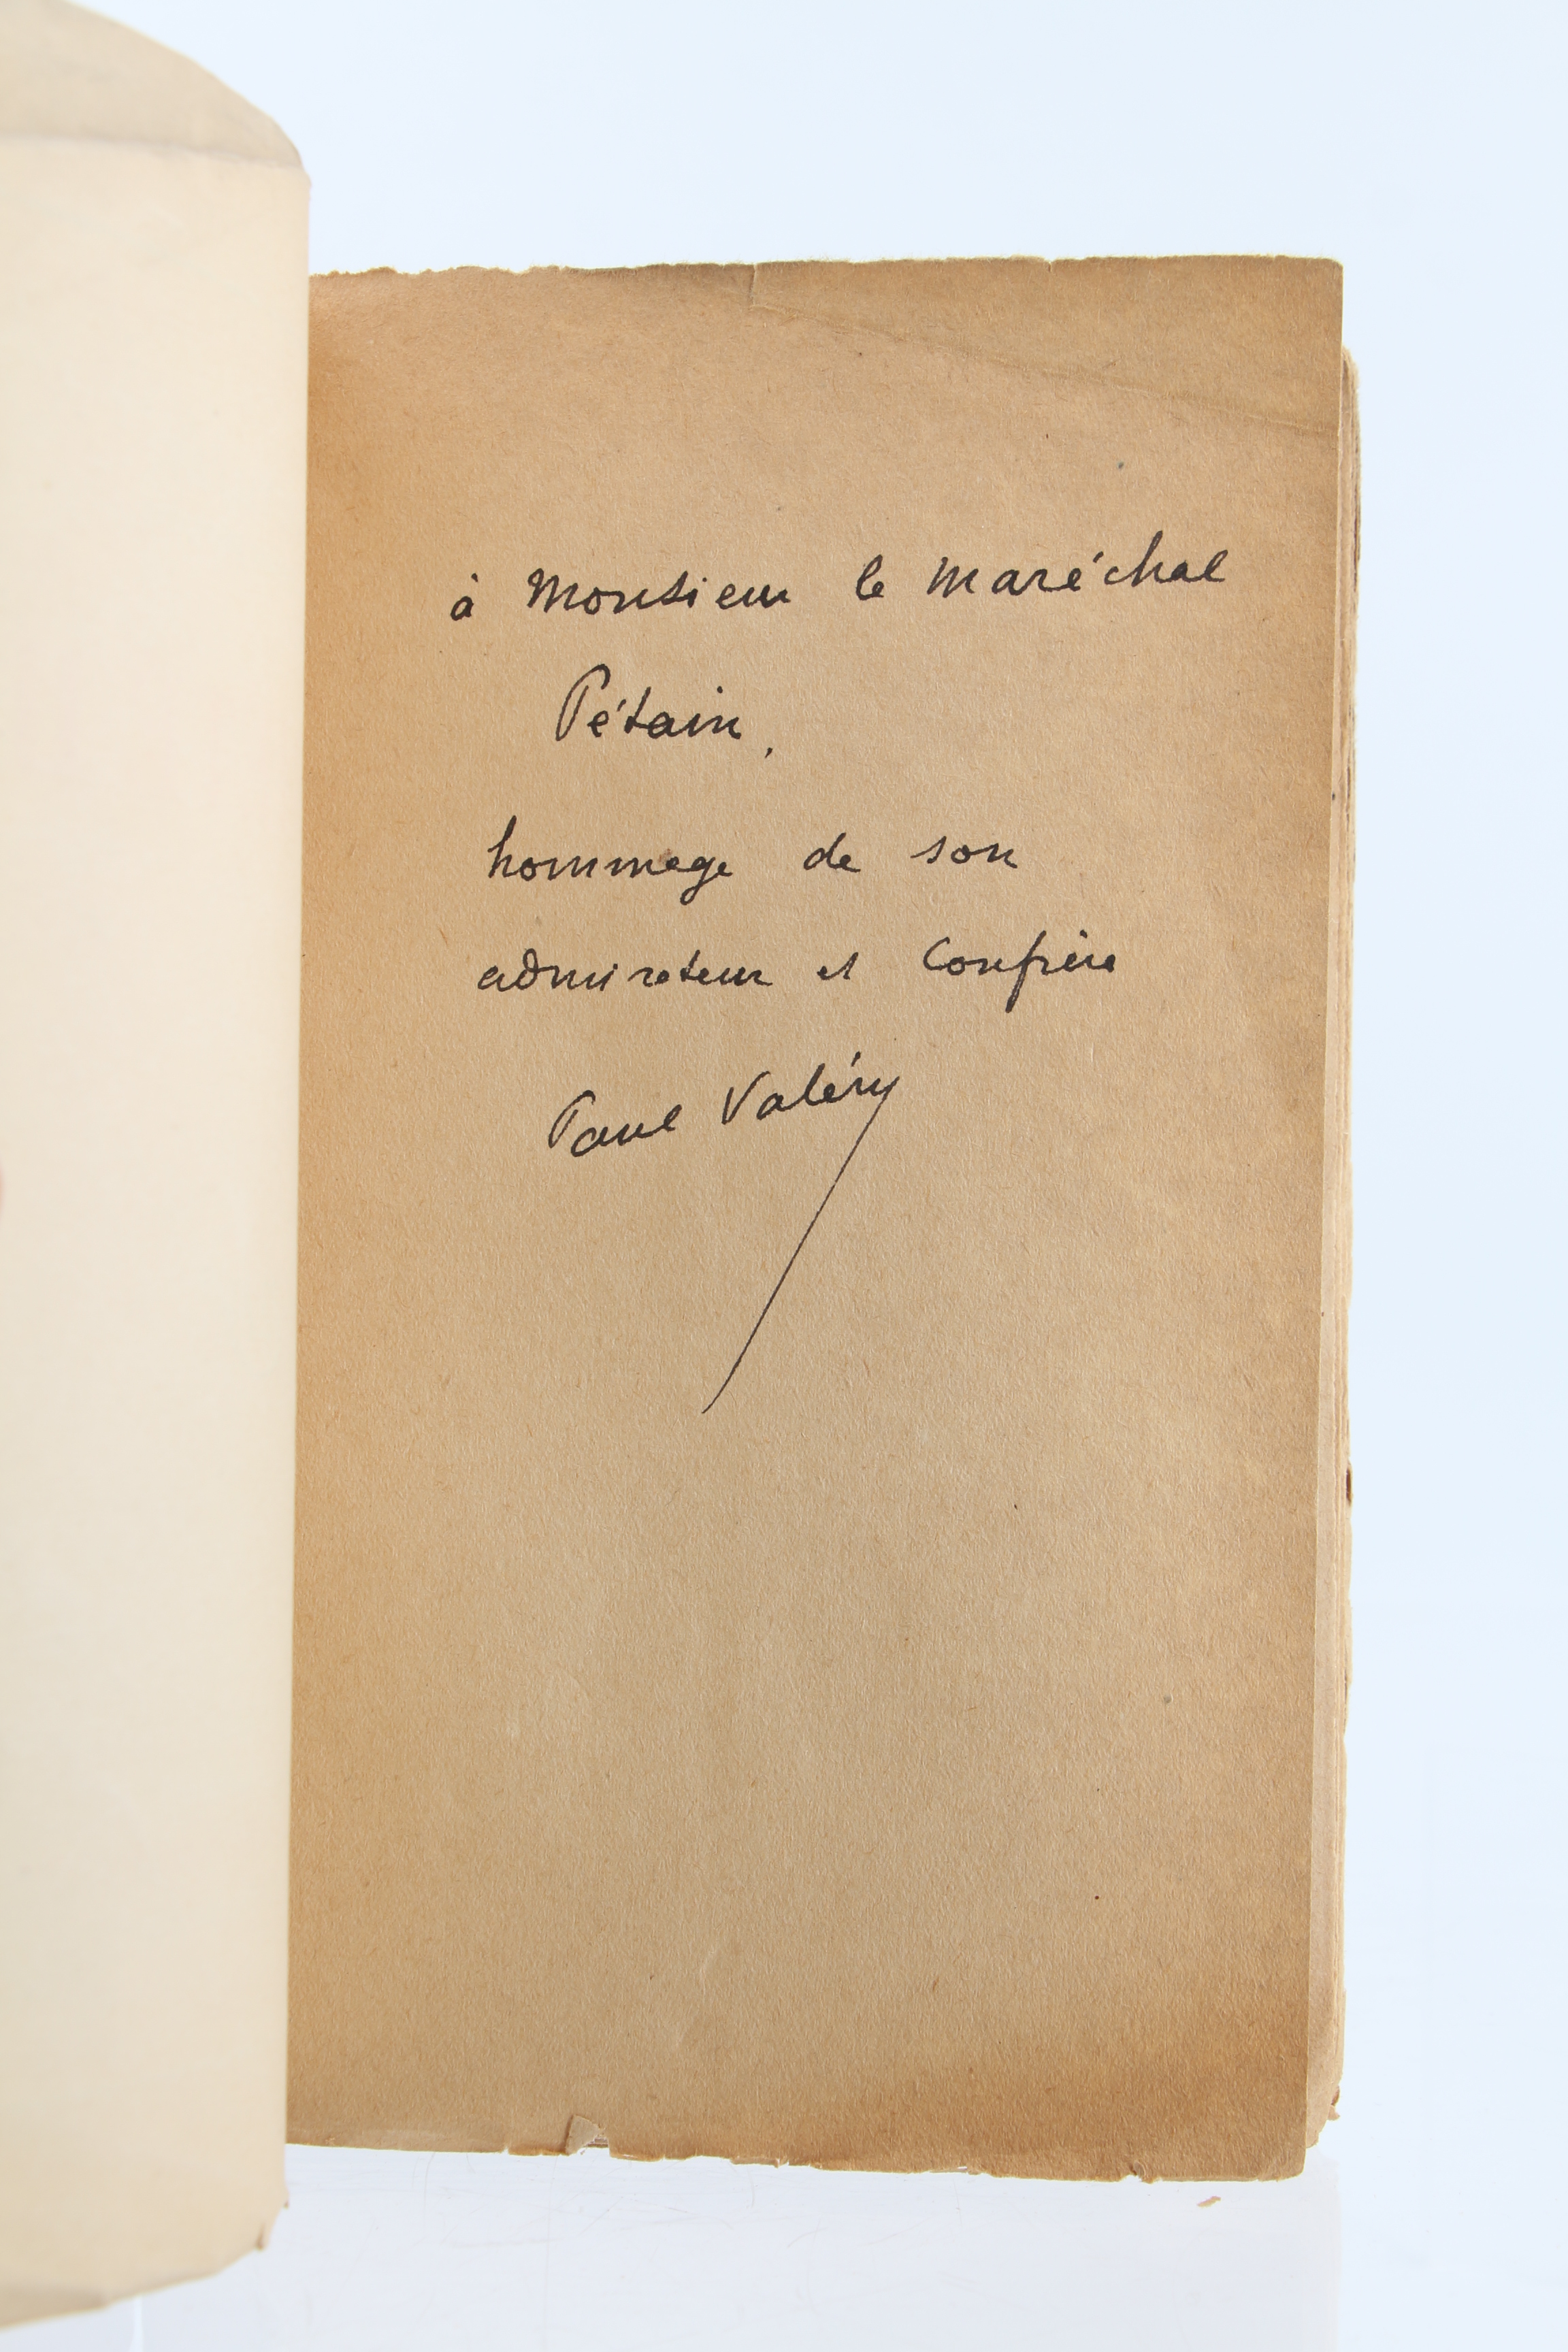 à Monsieur le Maréchal
Pétain,
hommage de son
admirateur et confrère
Paul Valéry